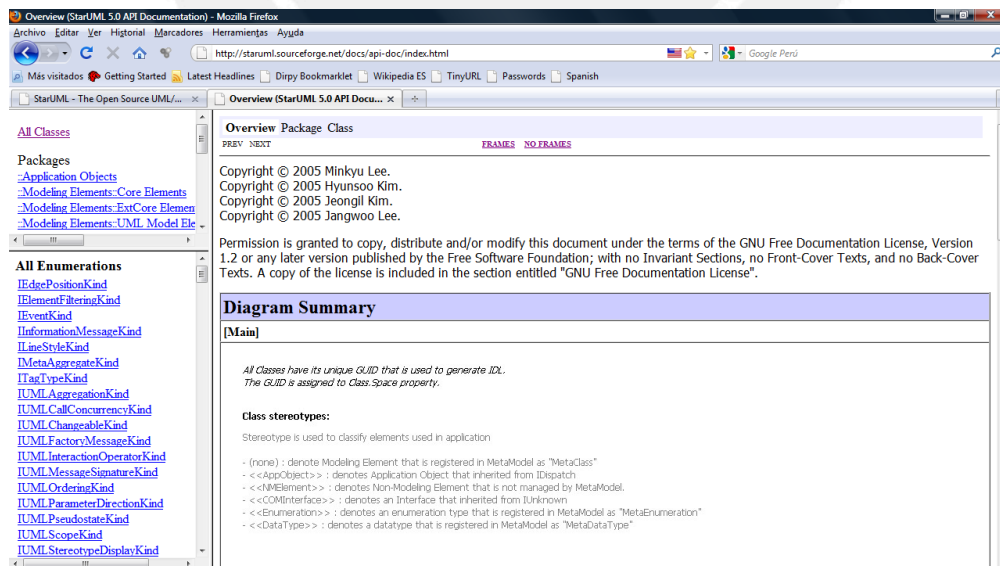 Overview (StarUML 5.0 API Documentation) - Mozilla Firefox
Archivo Editar Ver Historial Marcadores Herramientas Ayuda
http://staruml.sourceforge.net/docs/api-doc/index.html
Google Perú
Más visitados Getting Started Latest Headlines Dirpy Bookmarklet Wikipedia ES TinyURL Passwords Spanish
StarUML - The Open Source UML/...
Overview (StarUML 5.0 API Docu...
All Classes
Packages
::Application Objects
::Modeling Elements::Core Elements
::Modeling Elements::ExtCore Elemen
::Modeling Elements::UML Model Ele
All Enumerations
IEdgePositionKind
IElementFilteringKind
IEventKind
IInformationMessageKind
ILineStyleKind
IMetaAggregateKind
ITagTypeKind
IUMLAggregationKind
IUMLCallConcurrencyKind
IUMLChangeableKind
IUMLFactoryMessageKind
IUMLInteractionOperatorKind
IUMLMessageSignatureKind
IUMLOrderingKind
IUMLParameterDirectionKind
IUMLPseudostateKind
IUMLScopeKind
IUMLStereotypeDisplayKind
Overview Package Class
PREV NEXT
FRAMES NO FRAMES
Copyright © 2005 Minkyu Lee.
Copyright © 2005 Hyunsoo Kim.
Copyright © 2005 Jeongil Kim.
Copyright © 2005 Jangwoo Lee.
Permission is granted to copy, distribute and/or modify this document under the terms of the GNU Free Documentation License, Version
1.2 or any later version published by the Free Software Foundation; with no Invariant Sections, no Front-Cover Texts, and no Back-Cover
Texts. A copy of the license is included in the section entitled "GNU Free Documentation License".
Diagram Summary
[Main]
All Classes have its unique GUID that is used to generate IDL.
The GUID is assigned to Class.Space property.
Class stereotypes:
Stereotype is used to classify elements used in application
- (none) : denote Modeling Element that is registered in MetaModel as "MetaClass"
- <<AppObject>> : denotes Application Object that inherited from IDispatch
- <<NMElement>> : denotes Non-Modeling Element that is not managed by MetaModel.
- <<COMInterface>> : denotes an Interface that inherited from IUnknown
- <<Enumeration>> : denotes an enumeration type that is registered in MetaModel as "MetaEnumeration"
- <<DataType>> : denotes a datatype that is registered in MetaModel as "MetaDataType"